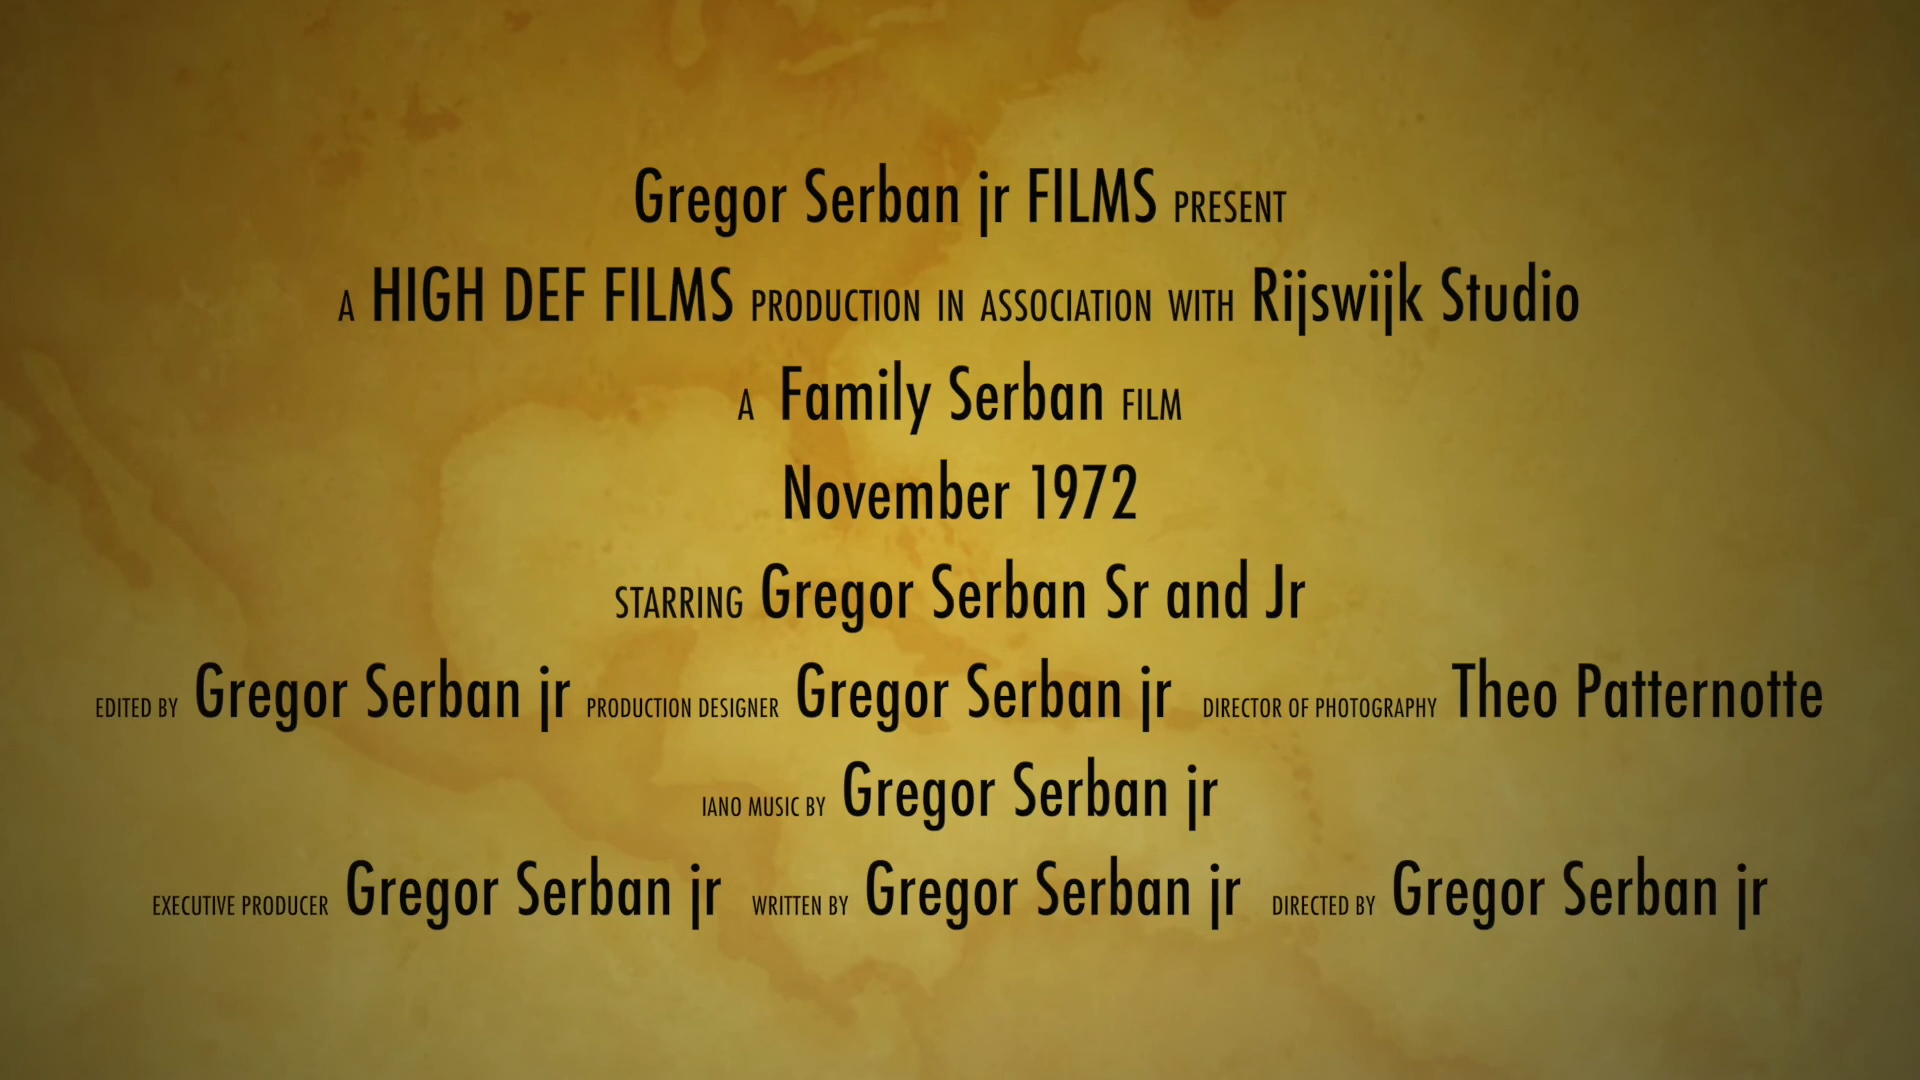 Gregor Serban jr FILMS PRESENT
A HIGH DEF FILMS PRODUCTION IN ASSOCIATION WITH Rijswijk Studio
A Family Serban FILM
November 1972
STARRING Gregor Serban Sr and Jr
EDITED BY Gregor Serban jr PRODUCTION DESIGNER Gregor Serban jr DIRECTOR OF PHOTOGRAPHY Theo Patternotte
IANO MUSIC BY Gregor Serban jr
EXECUTIVE PRODUCER Gregor Serban jr WRITTEN BY Gregor Serban jr DIRECTED BY Gregor Serban jr